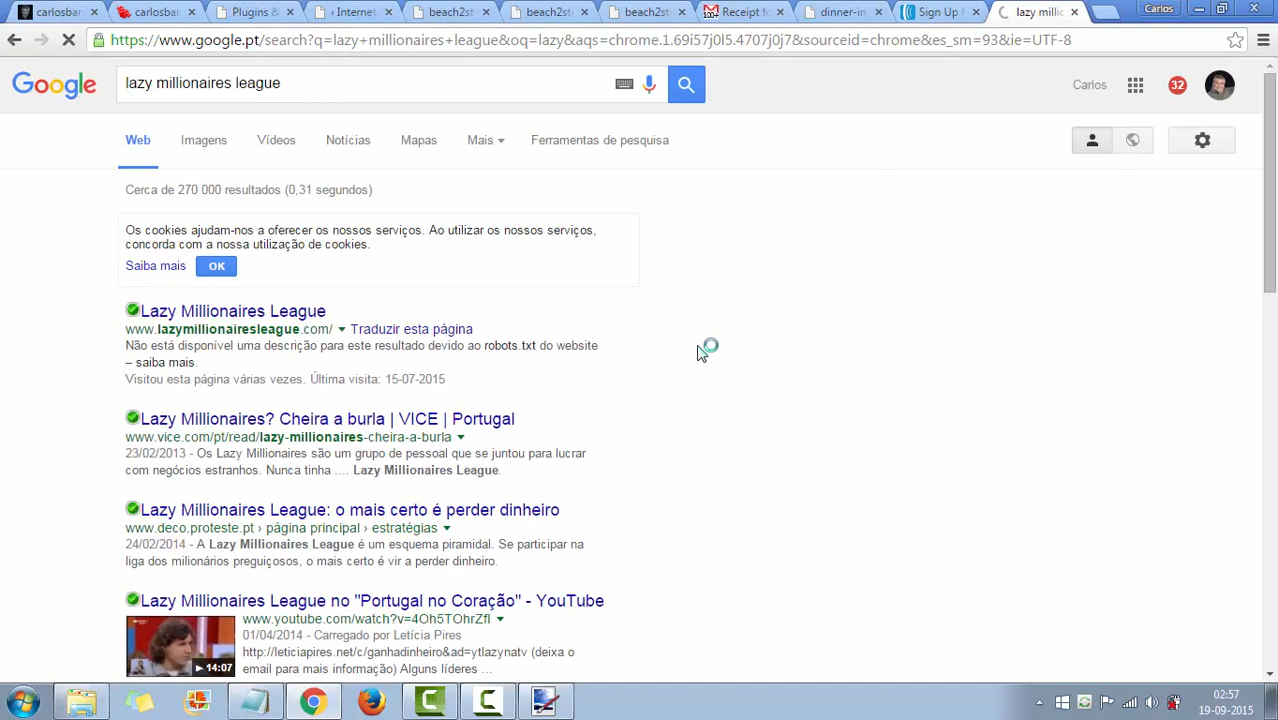 carlosbar
carlosbar
Plugins &
Internet
beach2st
beach2st
beach2st
Receipt fo
dinner-in
Sign Up F
lazy millio
Carlos
https://www.google.pt/search?q=lazy+millionaires+league&oq=lazy&aqs=chrome.1.69i57j0l5.4707j0j7&sourceid=chrome&es_sm=93&ie=UTF-8
Google
lazy millionaires league
Carlos
32
Web Imagens Vídeos Notícias Mapas Mais Ferramentas de pesquisa
Cerca de 270 000 resultados (0,31 segundos)
Os cookies ajudam-nos a oferecer os nossos serviços. Ao utilizar os nossos serviços,
concorda com a nossa utilização de cookies.
Saiba mais OK
Lazy Millionaires League
www.lazymillionairesleague.com/ Traduzir esta página
Não está disponível uma descrição para este resultado devido ao robots.txt do website
– saiba mais.
Visitou esta página várias vezes. Última visita: 15-07-2015
Lazy Millionaires? Cheira a burla | VICE | Portugal
www.vice.com/pt/read/lazy-millionaires-cheira-a-burla
23/02/2013 - Os Lazy Millionaires são um grupo de pessoal que se juntou para lucrar
com negócios estranhos. Nunca tinha .... Lazy Millionaires League.
Lazy Millionaires League: o mais certo é perder dinheiro
www.deco.proteste.pt › página principal › estratégias
24/02/2014 - A Lazy Millionaires League é um esquema piramidal. Se participar na
liga dos milionários preguiçosos, o mais certo é vir a perder dinheiro.
Lazy Millionaires League no "Portugal no Coração" - YouTube
www.youtube.com/watch?v=4Oh5TOhrZfI
01/04/2014 - Carregado por Letícia Pires
http://leticiapires.net/c/ganhadinheiro&ad=ytlazynatv (deixa o
email para mais informação) Alguns líderes ...
14:07
02:57
19-09-2015